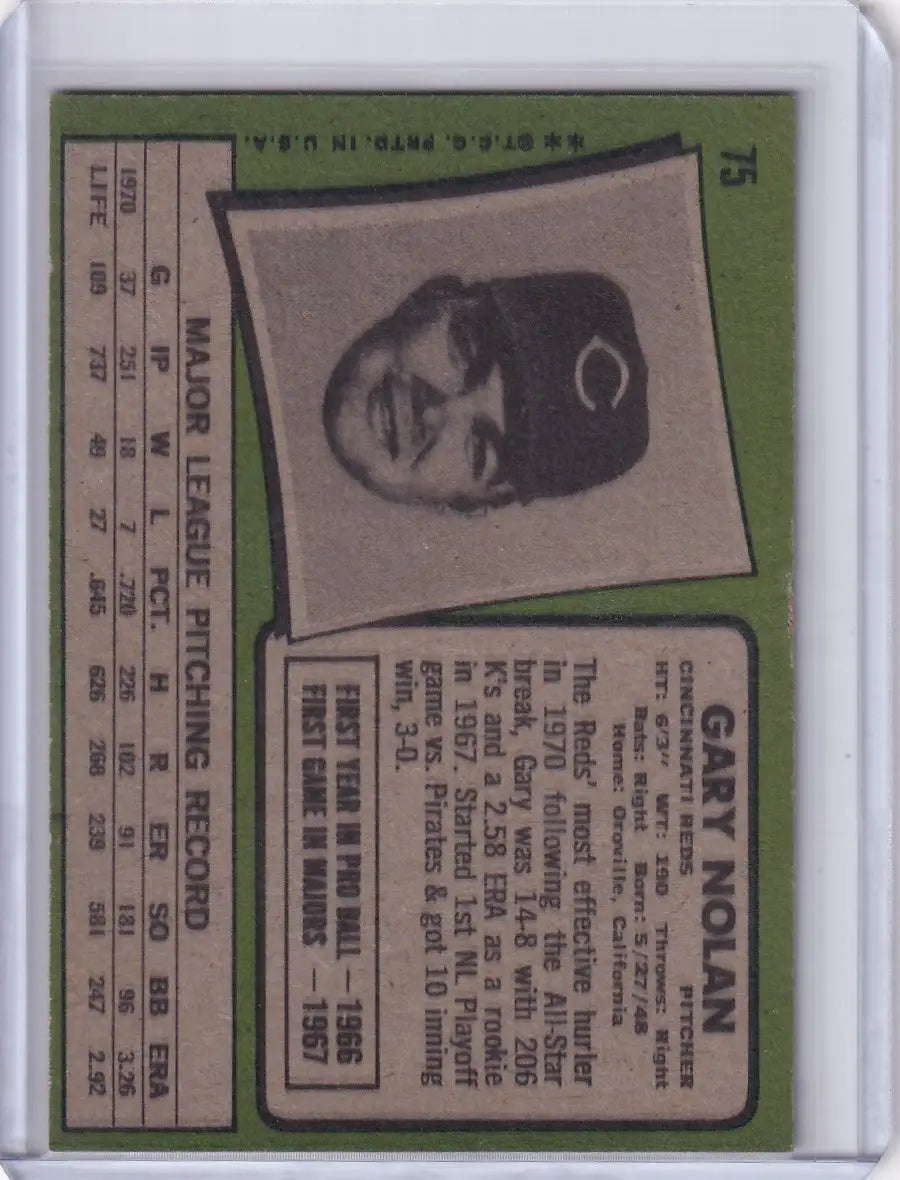 75
**©T.C.G. PRTD. IN U.S.A.
C
GARY NOLAN
CINCINNATI REDS PITCHER
HT: 6'3" WT: 190 Throws: Right
Bats: Right Born: 5/27/48
Home: Oroville, California
The Reds' most effective hurler
in 1970 following the All-Star
break, Gary was 14-8 with 206
K's and a 2.58 ERA as a rookie
in 1967. Started 1st NL Playoff
game vs. Pirates & got 10 inning
win, 3-0.
FIRST YEAR IN PRO BALL—1966
FIRST GAME IN MAJORS —1967
MAJOR LEAGUE PITCHING RECORD
G IP W L PCT. H R ER SO BB ERA
1970 37 251 18 7 .720 226 102 91 181 96 3.26
LIFE 109 737 49 27 .645 626 268 239 581 247 2.92